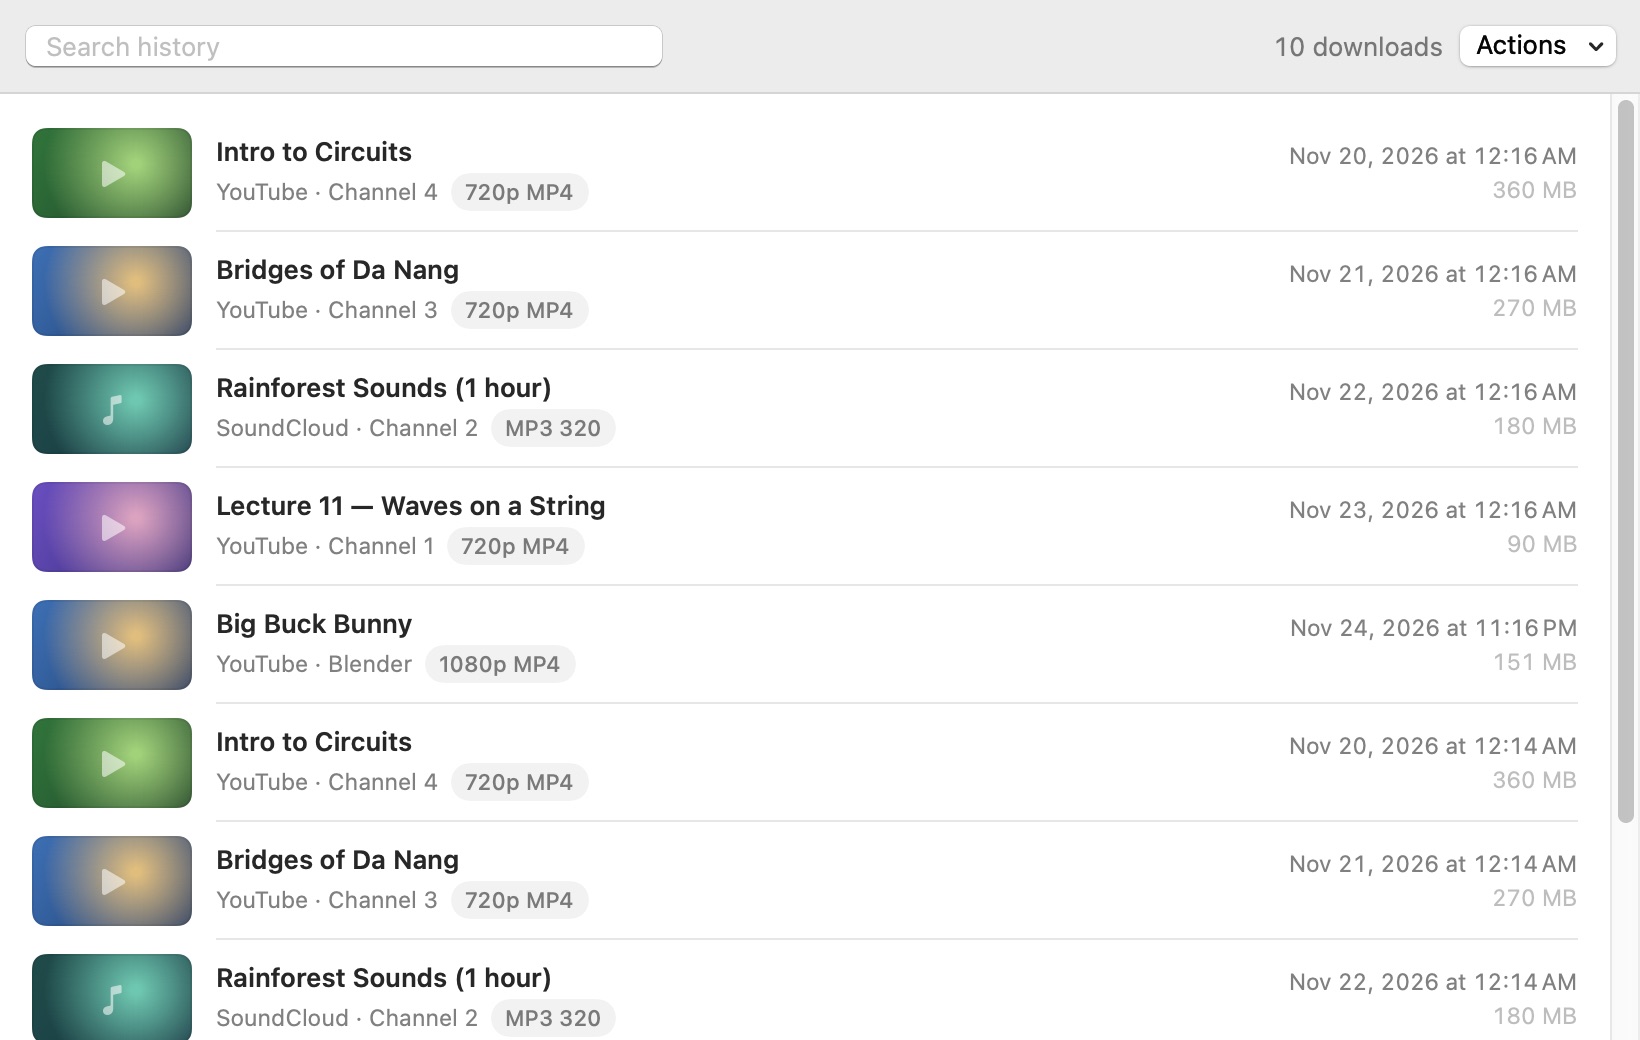 Search history
10 downloads
Actions
Intro to Circuits
Nov 20, 2026 at 12:16 AM
YouTube · Channel 4 720p MP4
360 MB
Bridges of Da Nang
Nov 21, 2026 at 12:16 AM
YouTube · Channel 3 720p MP4
270 MB
Rainforest Sounds (1 hour)
Nov 22, 2026 at 12:16 AM
SoundCloud · Channel 2 MP3 320
180 MB
Lecture 11 — Waves on a String
Nov 23, 2026 at 12:16 AM
YouTube · Channel 1 720p MP4
90 MB
Big Buck Bunny
Nov 24, 2026 at 11:16 PM
YouTube · Blender 1080p MP4
151 MB
Intro to Circuits
Nov 20, 2026 at 12:14 AM
YouTube · Channel 4 720p MP4
360 MB
Bridges of Da Nang
Nov 21, 2026 at 12:14 AM
YouTube · Channel 3 720p MP4
270 MB
Rainforest Sounds (1 hour)
Nov 22, 2026 at 12:14 AM
SoundCloud · Channel 2 MP3 320
180 MB